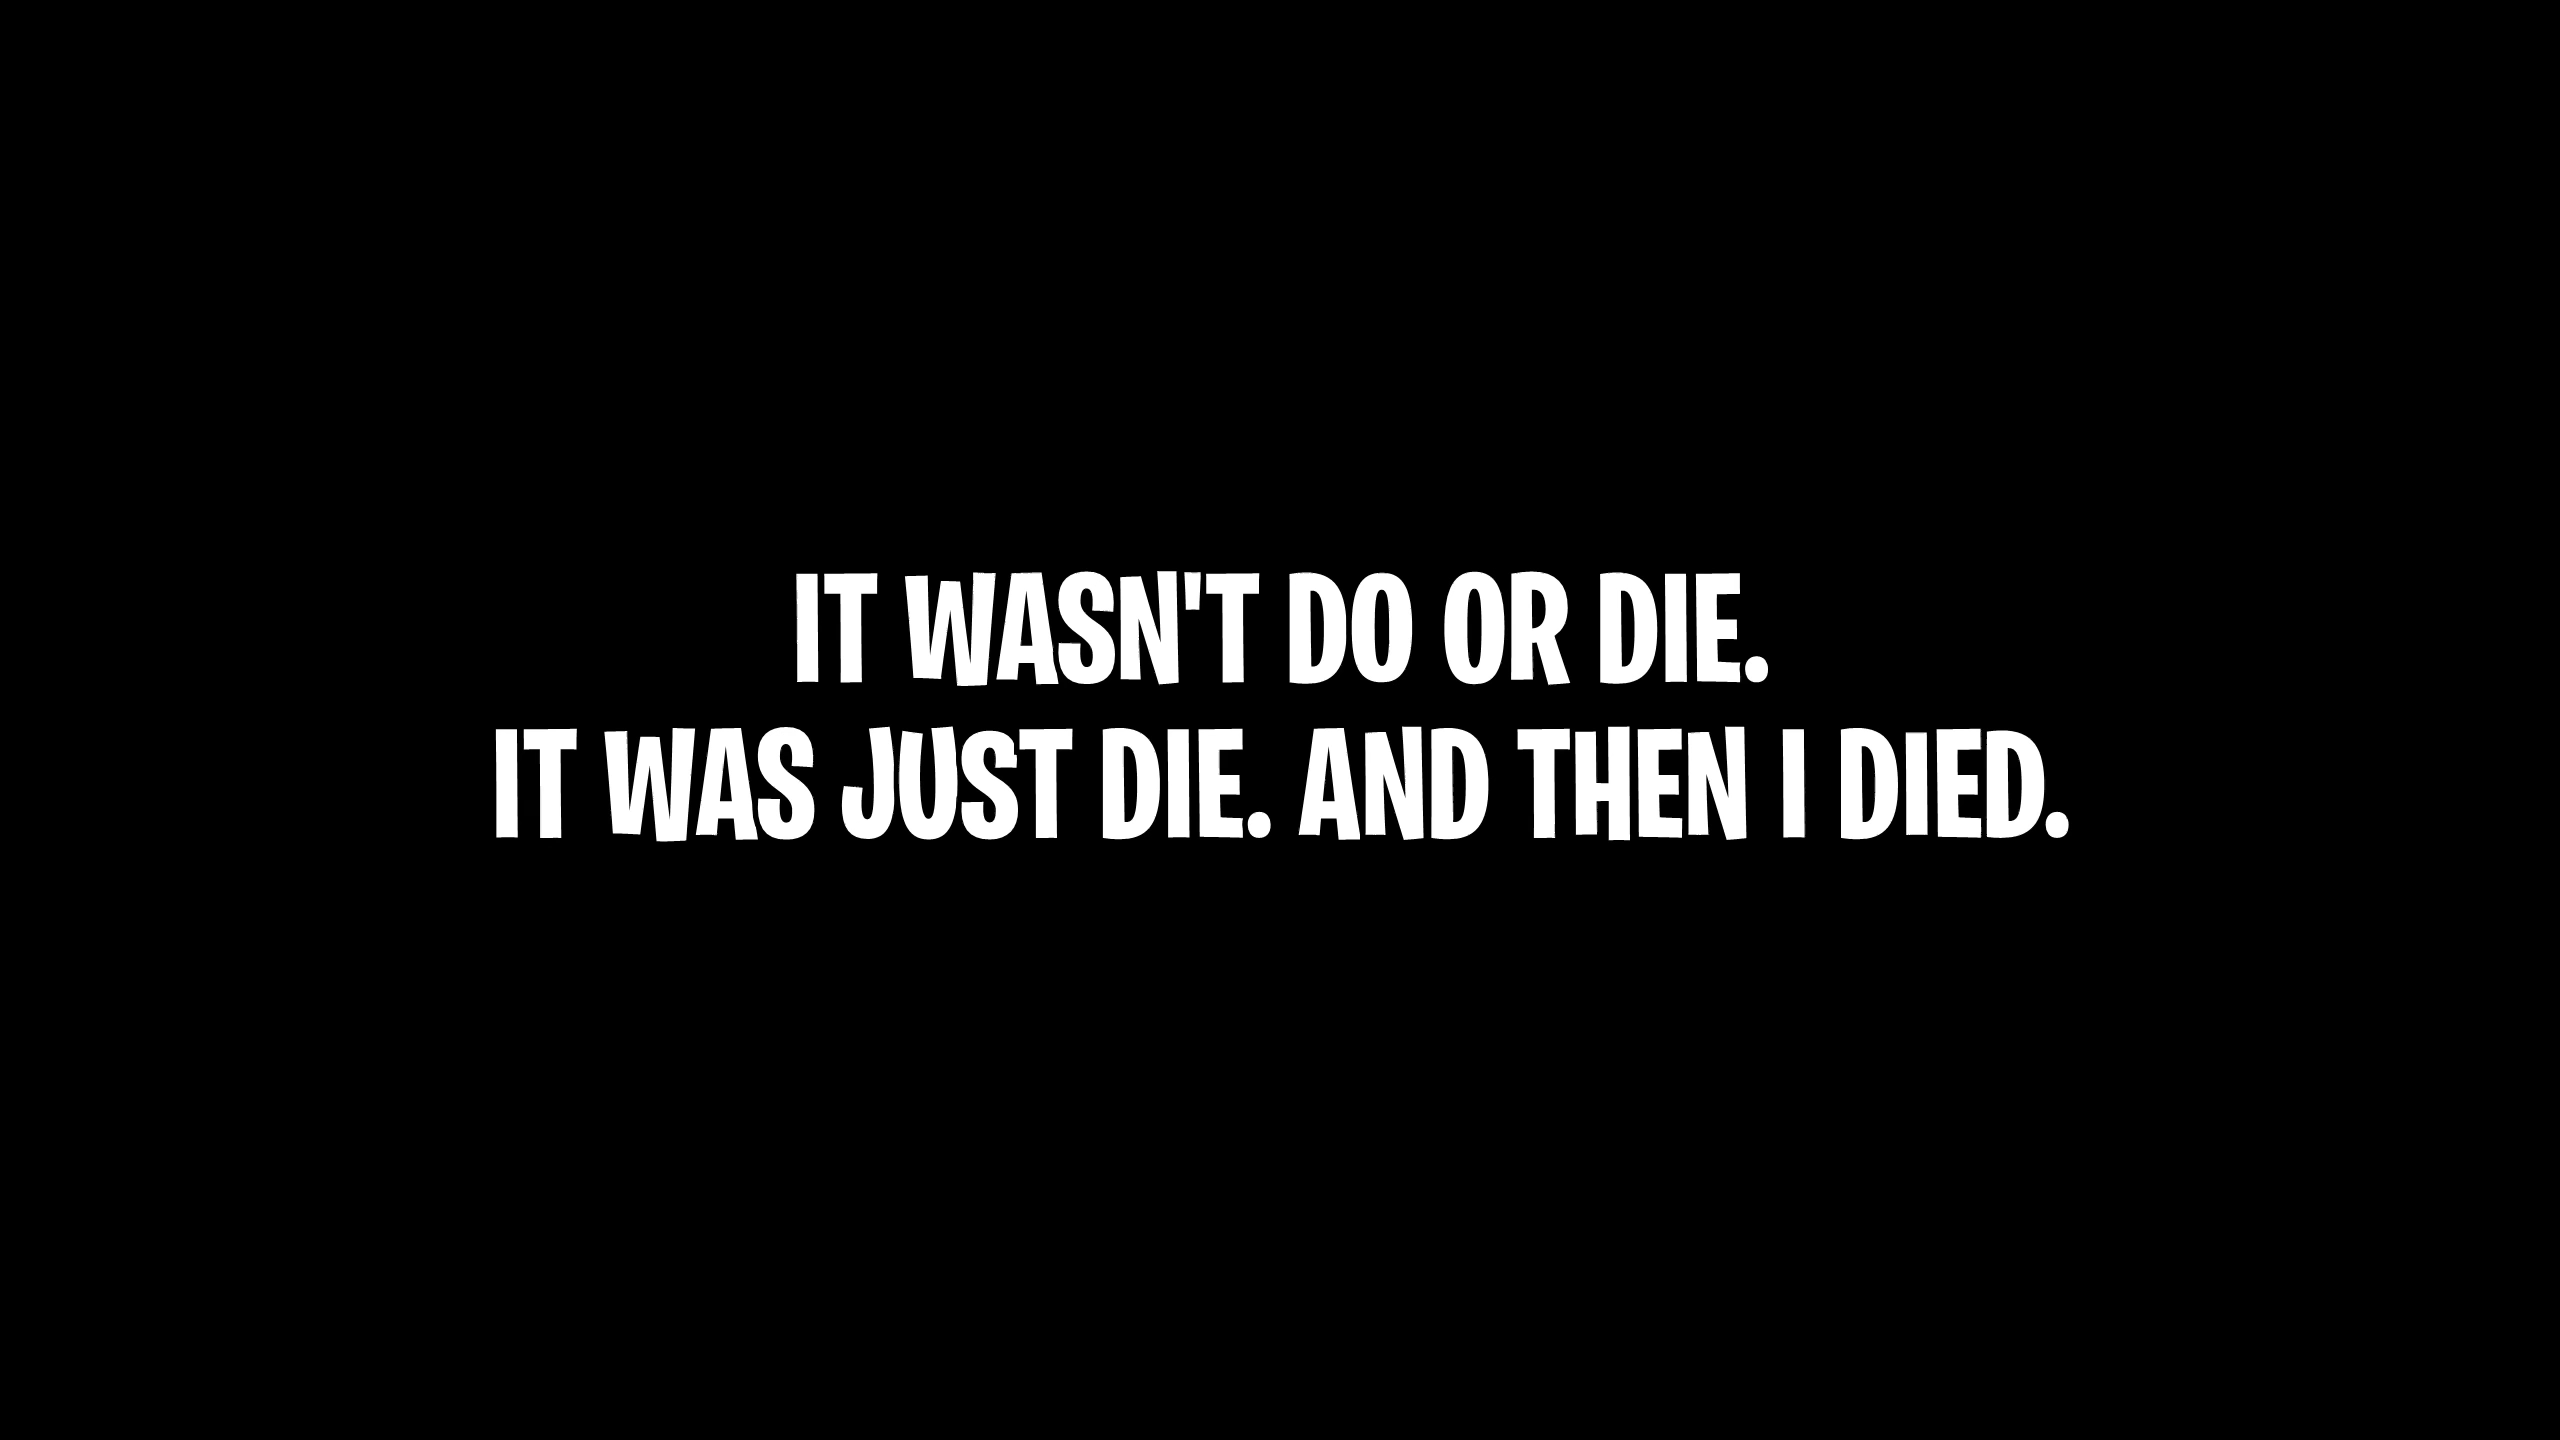 IT WASN'T DO OR DIE.
IT WAS JUST DIE. AND THEN I DIED.